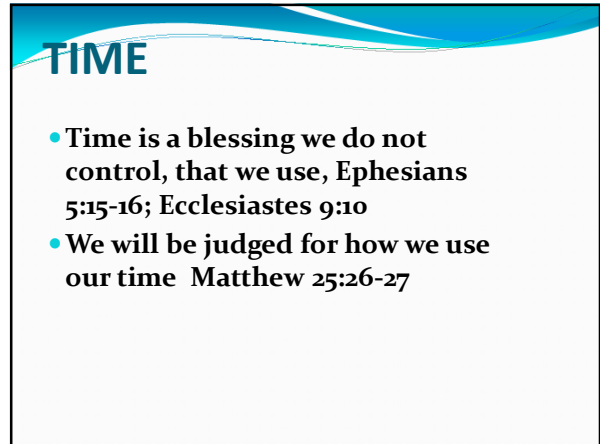 TIME
• Time is a blessing we do not
control, that we use, Ephesians
5:15-16; Ecclesiastes 9:10
• We will be judged for how we use
our time  Matthew 25:26-27